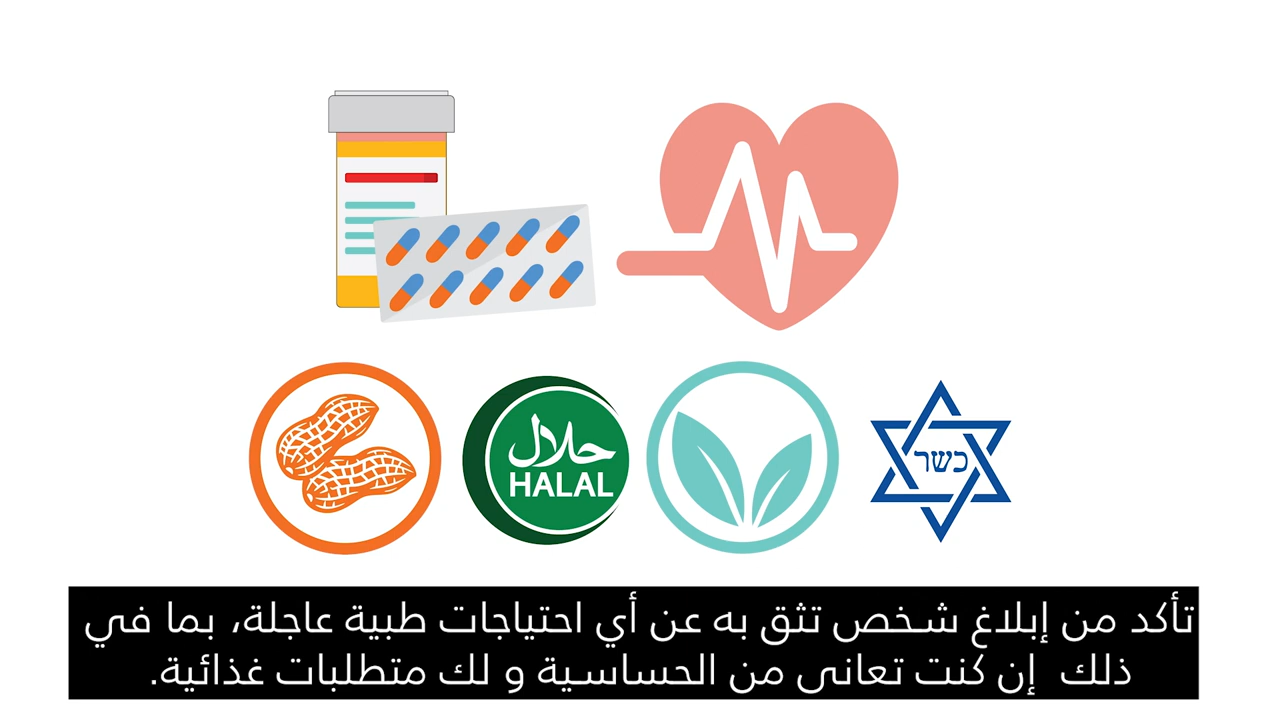 حلال
HALAL
כשר
تأكد من إبلاغ شخص تثق به عن أي احتياجات طبية عاجلة، بما في
ذلك إن كنت تعاني من الحساسية و لك متطلبات غذائية.